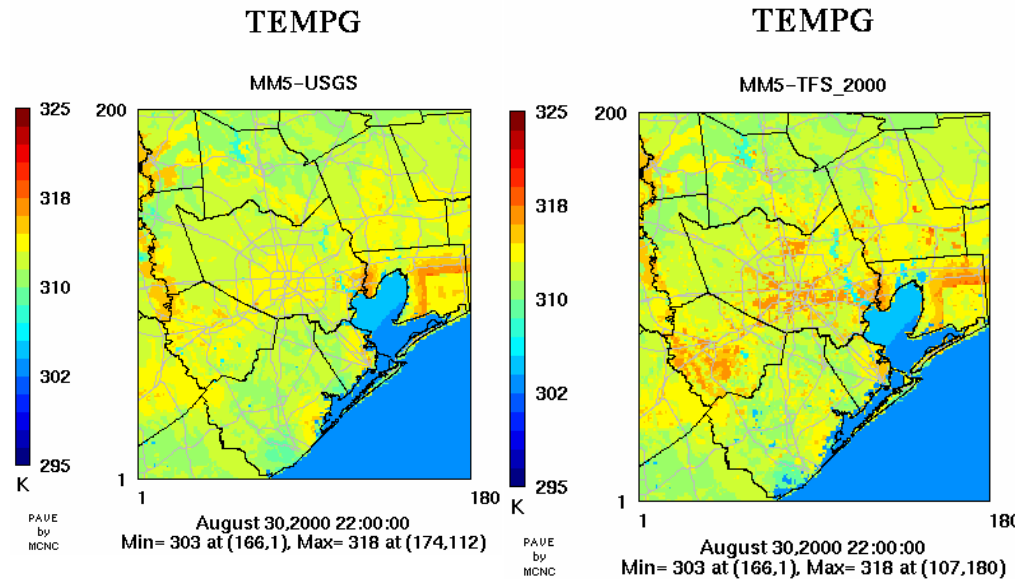 TEMPG
MM5-USGS
325
318
310
302
295
K
200
1
1
180
PAVE
by
MCNC
August 30,2000 22:00:00
Min= 303 at (166,1), Max= 318 at (174,112)
TEMPG
MM5-TFS_2000
325
318
310
302
295
K
200
1
1
180
PAVE
by
MCNC
August 30,2000 22:00:00
Min= 303 at (166,1), Max= 318 at (107,180)